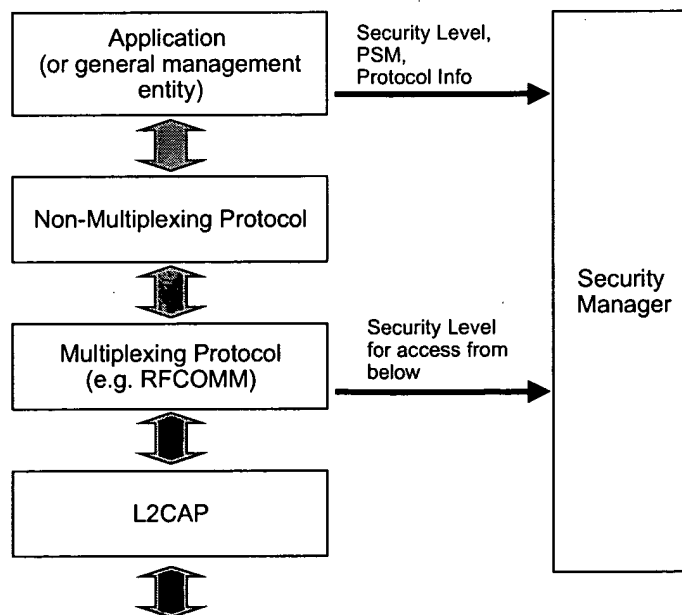 Application
(or general management
entity)
Security Level,
PSM,
Protocol Info
Non-Multiplexing Protocol
Security
Manager
Multiplexing Protocol
(e.g. RFCOMM)
Security Level
for access from
below
L2CAP